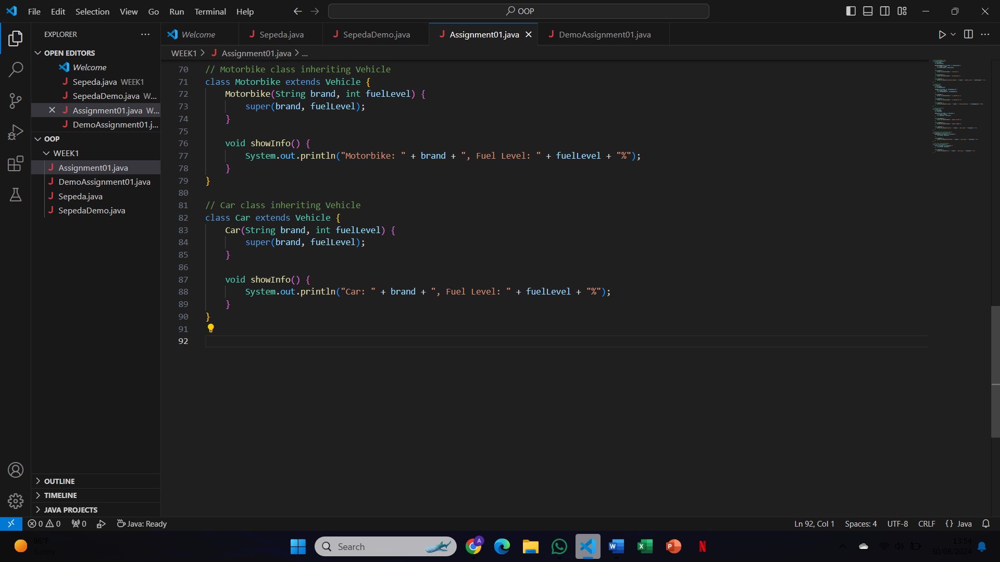 File Edit Selection View Go Run Terminal Help
OOP
EXPLORER
OPEN EDITORS
Welcome
Sepeda.java WEEK1
SepedaDemo.java W...
Assignment01.java W...
DemoAssignment01.j...
OOP
WEEK1
Assignment01.java
DemoAssignment01.java
Sepeda.java
SepedaDemo.java
OUTLINE
TIMELINE
JAVA PROJECTS
Welcome Sepeda.java SepedaDemo.java Assignment01.java DemoAssignment01.java
WEEK1 > Assignment01.java > ...
70 // Motorbike class inheriting Vehicle
71 class Motorbike extends Vehicle {
72 Motorbike(String brand, int fuelLevel) {
73 super(brand, fuelLevel);
74 }
75
76 void showInfo() {
77 System.out.println("Motorbike: " + brand + ", Fuel Level: " + fuelLevel + "%");
78 }
79 }
80
81 // Car class inheriting Vehicle
82 class Car extends Vehicle {
83 Car(String brand, int fuelLevel) {
84 super(brand, fuelLevel);
85 }
86
87 void showInfo() {
88 System.out.println("Car: " + brand + ", Fuel Level: " + fuelLevel + "%");
89 }
90 }
91
92
0 0 0 Java: Ready
Ln 92, Col 1 Spaces: 4 UTF-8 CRLF {} Java
86°F
Sunny
Search
13:54
30/08/2024